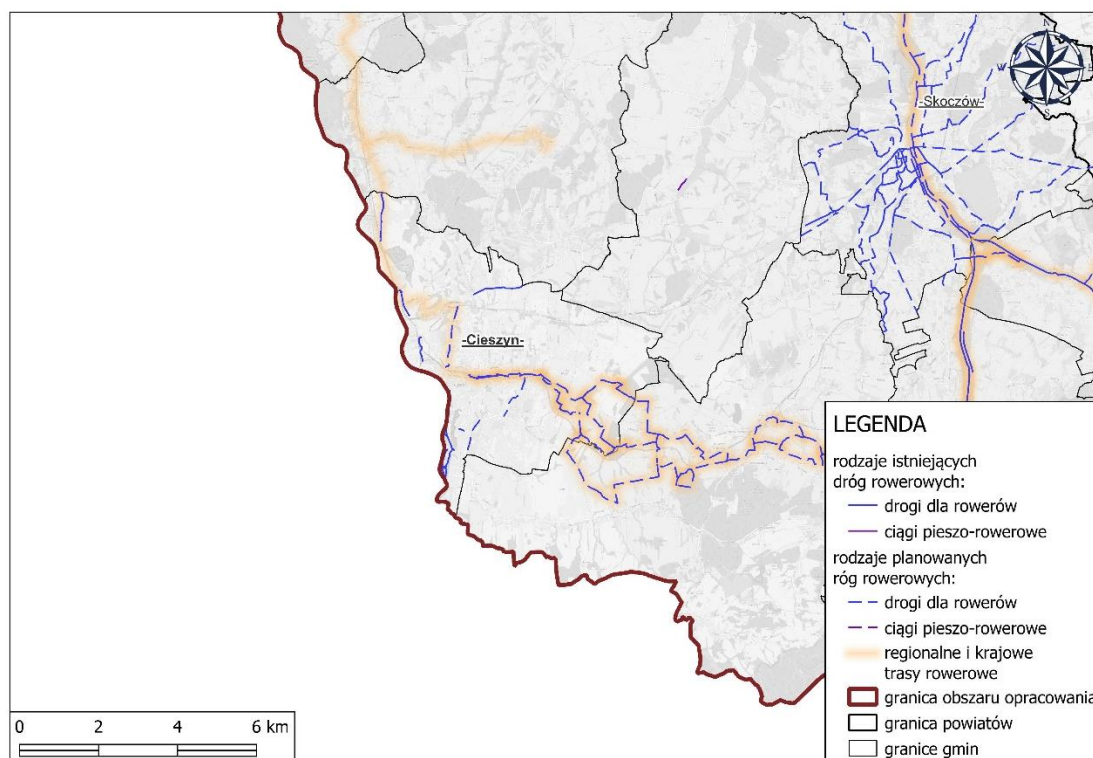 N
W
E
S
-Skoczów-
-Cieszyn-
LEGENDA
rodzaje istniejących
dróg rowerowych:
drogi dla rowerów
ciągi pieszo-rowerowe
rodzaje planowanych
róg rowerowych:
drogi dla rowerów
ciągi pieszo-rowerowe
regionalne i krajowe
trasy rowerowe
granica obszaru opracowania
granica powiatów
granice gmin
0 2 4 6 km